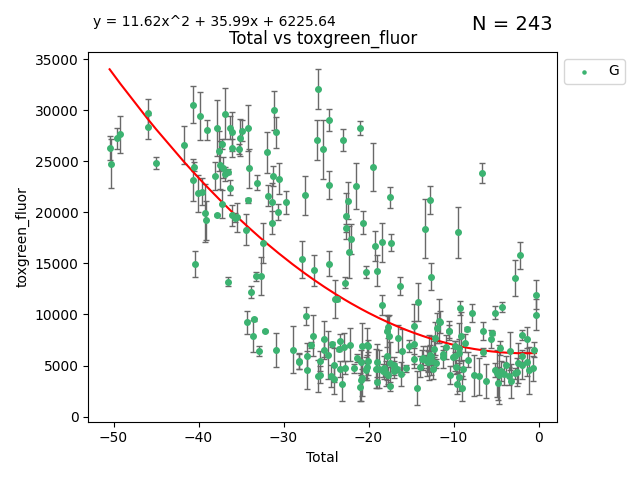 y = 11.62x^2 + 35.99x + 6225.64
N = 243
Total vs toxgreen_fluor
G
35000
30000
25000
20000
15000
10000
5000
0
toxgreen_fluor
−50
−40
−30
−20
−10
0
Total